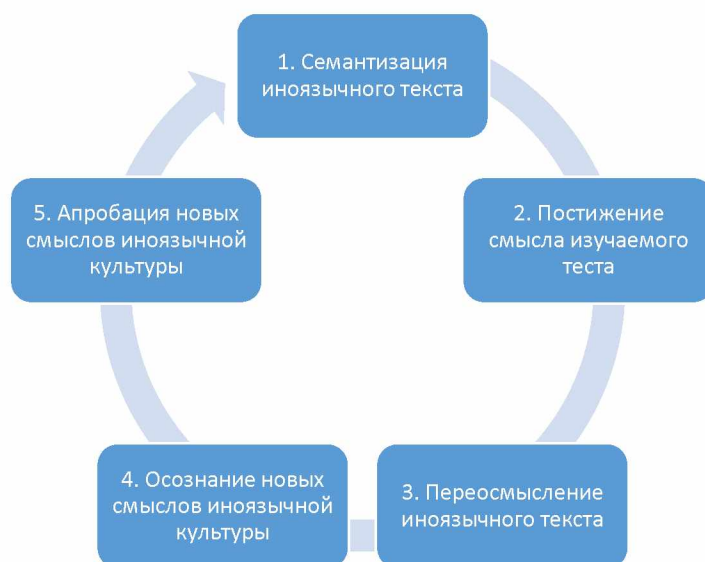 1. Семантизация
иноязычного текста
2. Постижение
смысла изучаемого
теста
3. Переосмысление
иноязычного текста
4. Осознание новых
смыслов иноязычной
культуры
5. Апробация новых
смыслов иноязычной
культуры